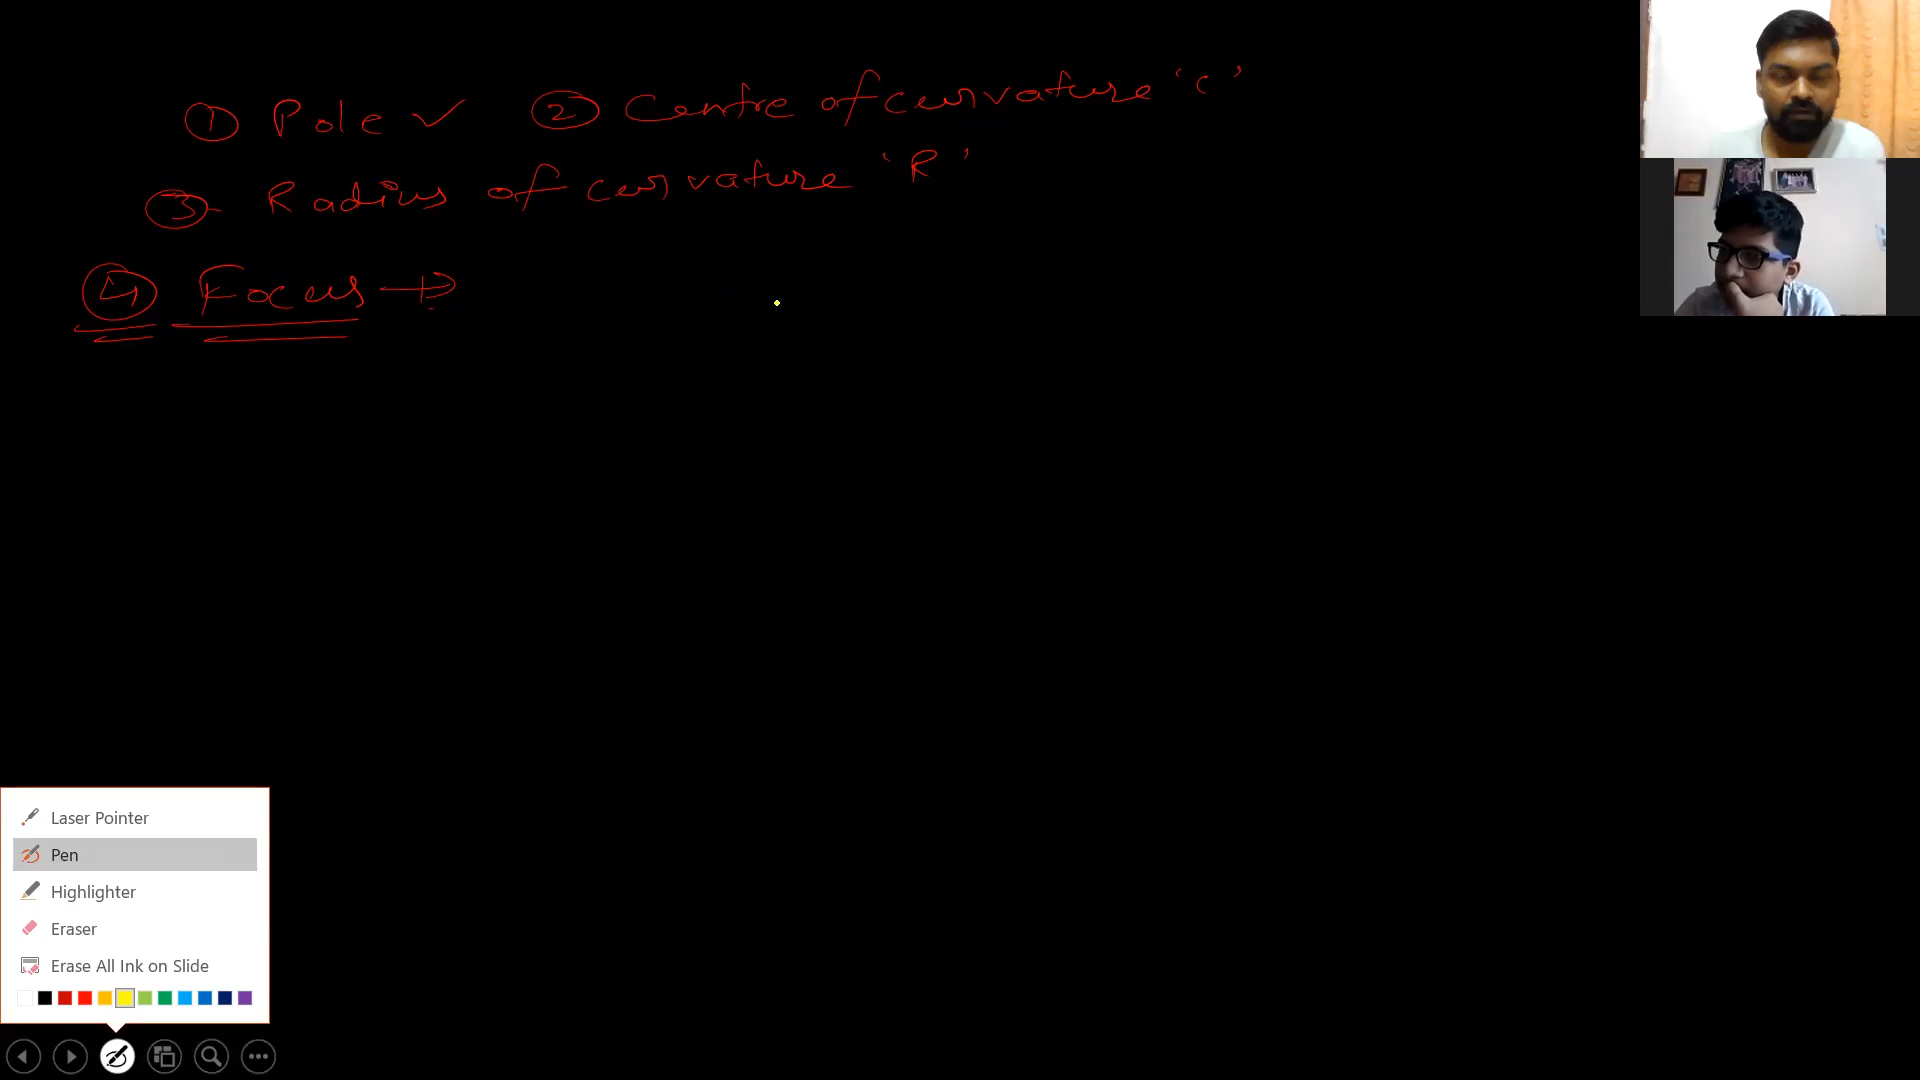 ① Pole ✓ ② Centre of curvature 'C'
③ Radius of curvature 'R'
④ Focus →
Laser Pointer
Pen
Highlighter
Eraser
Erase All Ink on Slide